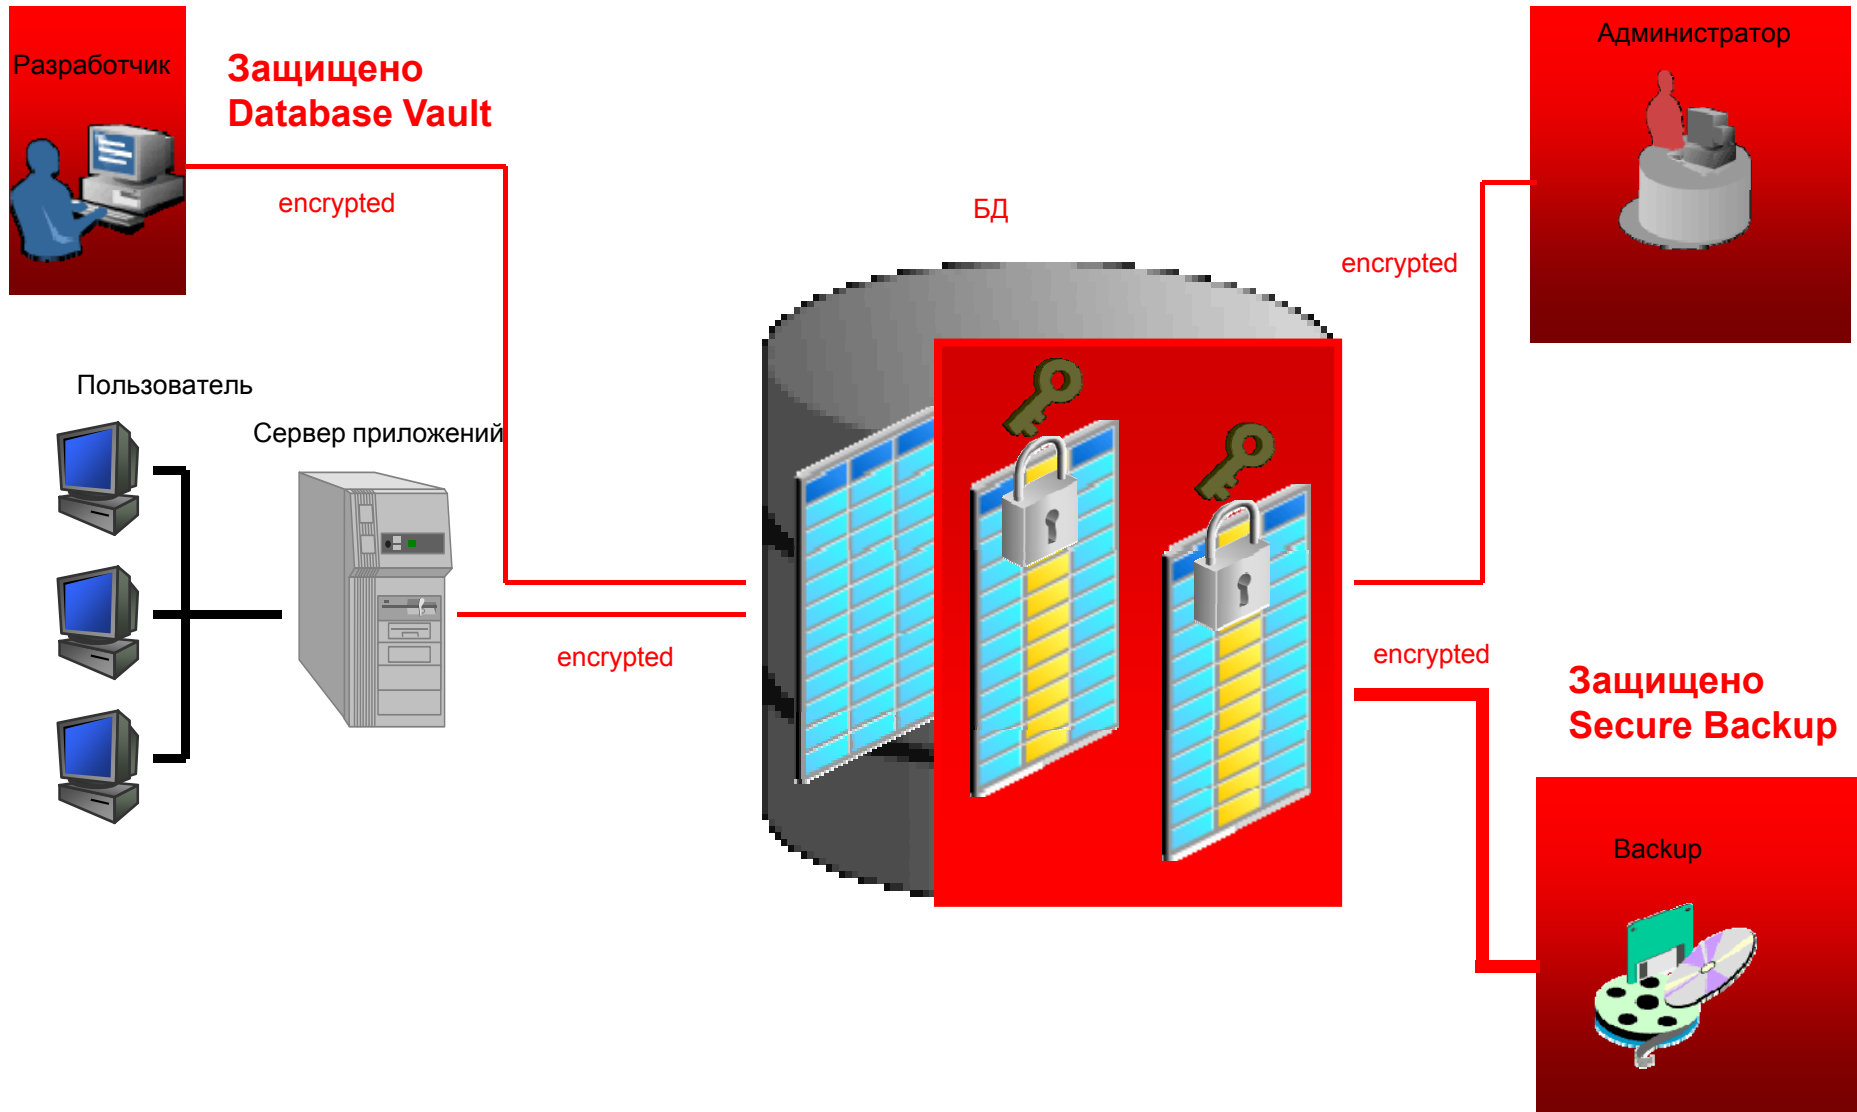 Разработчик
Защищено
Database Vault
encrypted
Администратор
БД
encrypted
Пользователь
Сервер приложений
encrypted
encrypted
Защищено
Secure Backup
Backup